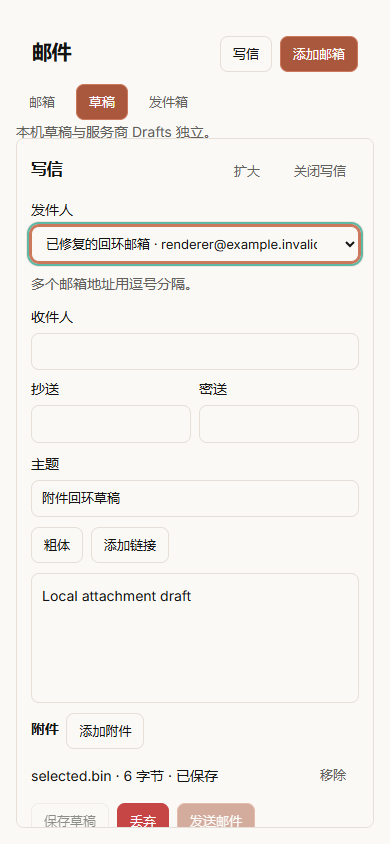 邮件
写信
添加邮箱
邮箱
草稿
发件箱
本机草稿与服务商 Drafts 独立。
写信
扩大
关闭写信
发件人
已修复的回环邮箱 · renderer@example.invalid
多个邮箱地址用逗号分隔。
收件人
抄送
密送
主题
附件回环草稿
粗体
添加链接
Local attachment draft
附件
添加附件
selected.bin · 6 字节 · 已保存
移除
保存草稿
丢弃
发送邮件